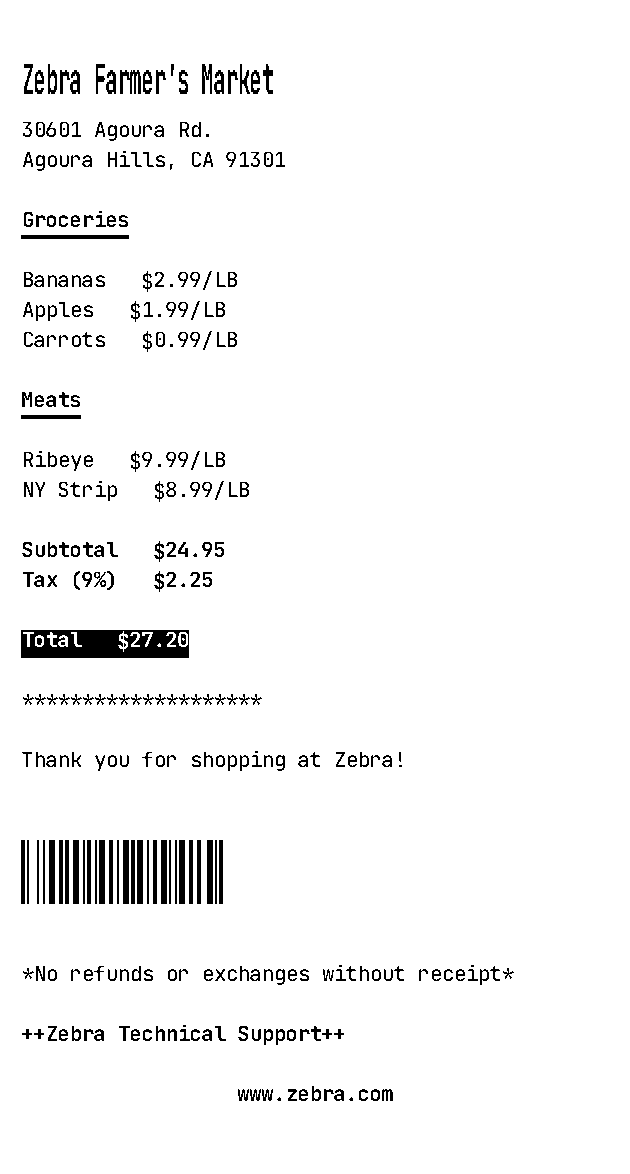 Zebra Farmer's Market
30601 Agoura Rd.
Agoura Hills, CA 91301
Groceries
Bananas   $2.99/LB
Apples   $1.99/LB
Carrots   $0.99/LB
Meats
Ribeye   $9.99/LB
NY Strip   $8.99/LB
Subtotal   $24.95
Tax (9%)   $2.25
Total   $27.20
********************
Thank you for shopping at Zebra!
*No refunds or exchanges without receipt*
++Zebra Technical Support++
www.zebra.com